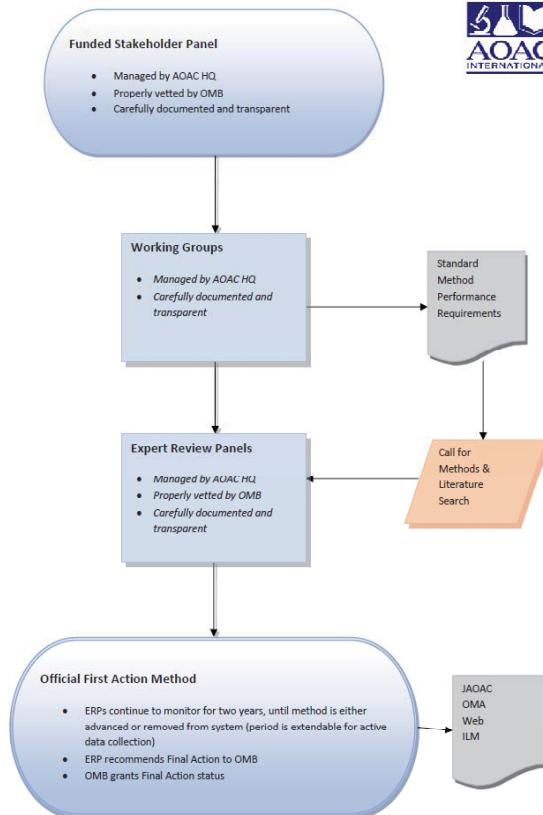 Funded Stakeholder Panel
• Managed by AOAC HQ
• Properly vetted by OMB
• Carefully documented and transparent
AOAC
INTERNATIONAL
Working Groups
• Managed by AOAC HQ
• Carefully documented and
transparent
Standard
Method
Performance
Requirements
Expert Review Panels
• Managed by AOAC HQ
• Properly vetted by OMB
• Carefully documented and
transparent
Call for
Methods &
Literature
Search
Official First Action Method
• ERPs continue to monitor for two years, until method is either
advanced or removed from system (period is extendable for active
data collection)
• ERP recommends Final Action to OMB
• OMB grants Final Action status
JAOAC
OMA
Web
ILM